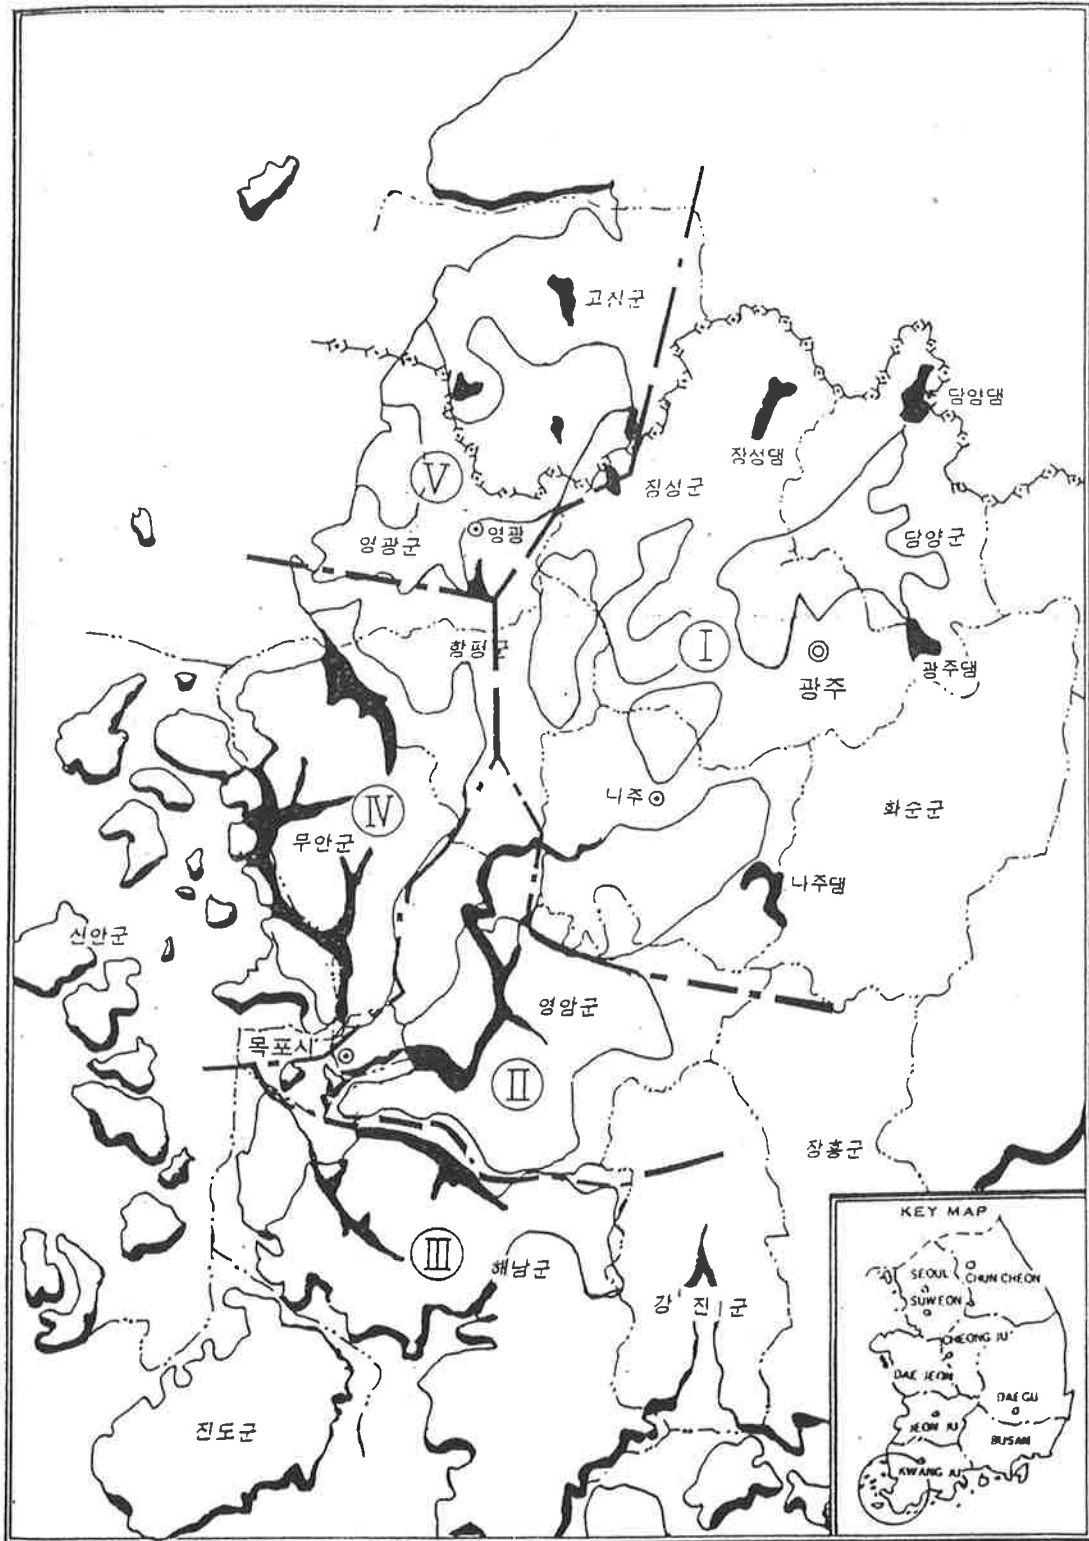 고창군
담양댐
장성댐
장성군
Ⅴ
영광
담양군
영광군
함평군
Ⅰ
광주댐
광주
나주
화순군
Ⅳ
무안군
나주댐
신안군
영암군
목포시
Ⅱ
장흥군
Ⅲ
해남군
강 진 군
진도군
KEY MAP
SEOUL
CHUN CHEON
SUWEON
CHEONG JU
DAE JEON
DAEGU
JEON JU
BUSAN
KWANG JU